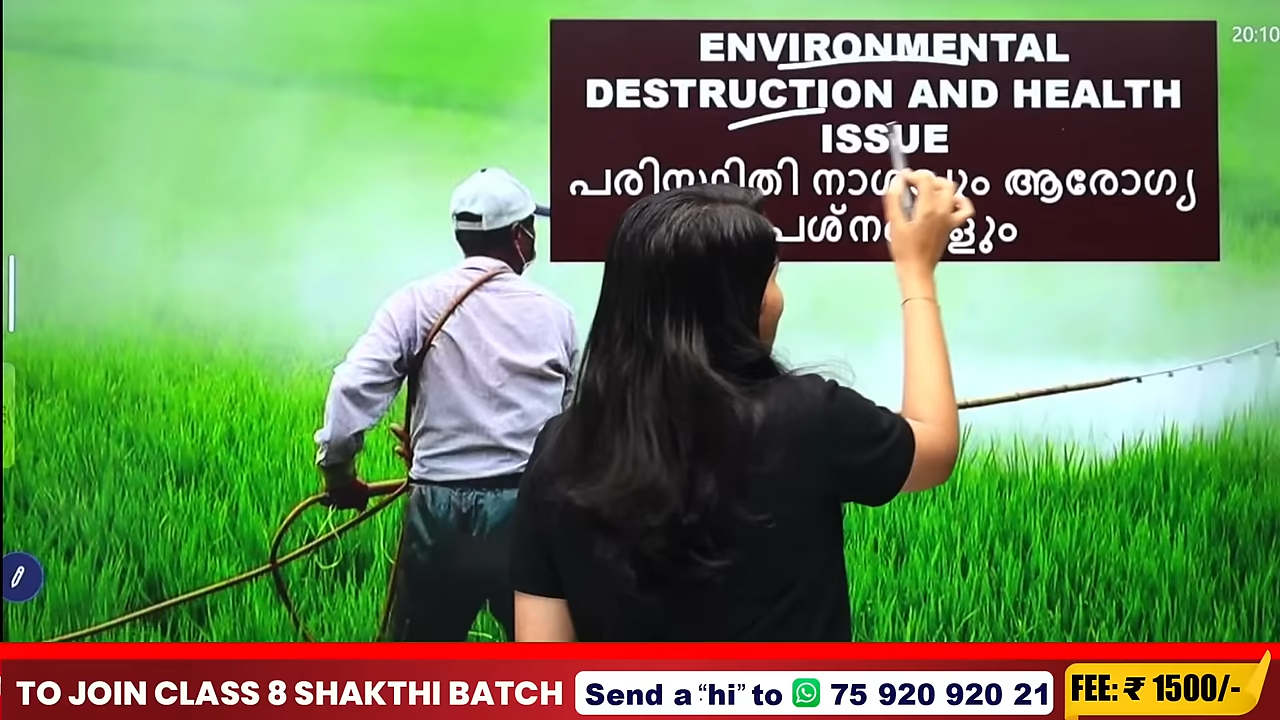 20:10
ENVIRONMENTAL
DESTRUCTION AND HEALTH
ISSUE
ആരോഗ്യ
TO JOIN CLASS 8 SHAKTHI BATCH
Send a “hi” to 75 920 920 21
FEE: ₹ 1500/-